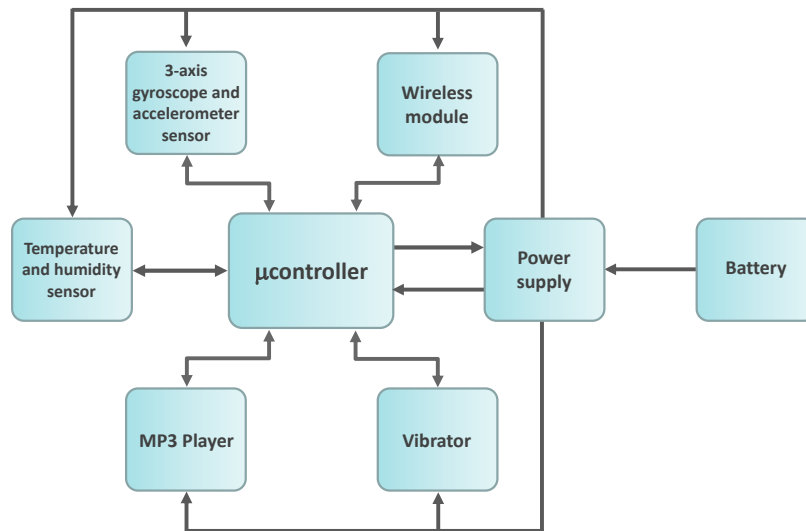 3-axis
gyroscope and
accelerometer
sensor
Wireless
module
Temperature
and humidity
sensor
μcontroller
Power
supply
Battery
MP3 Player
Vibrator